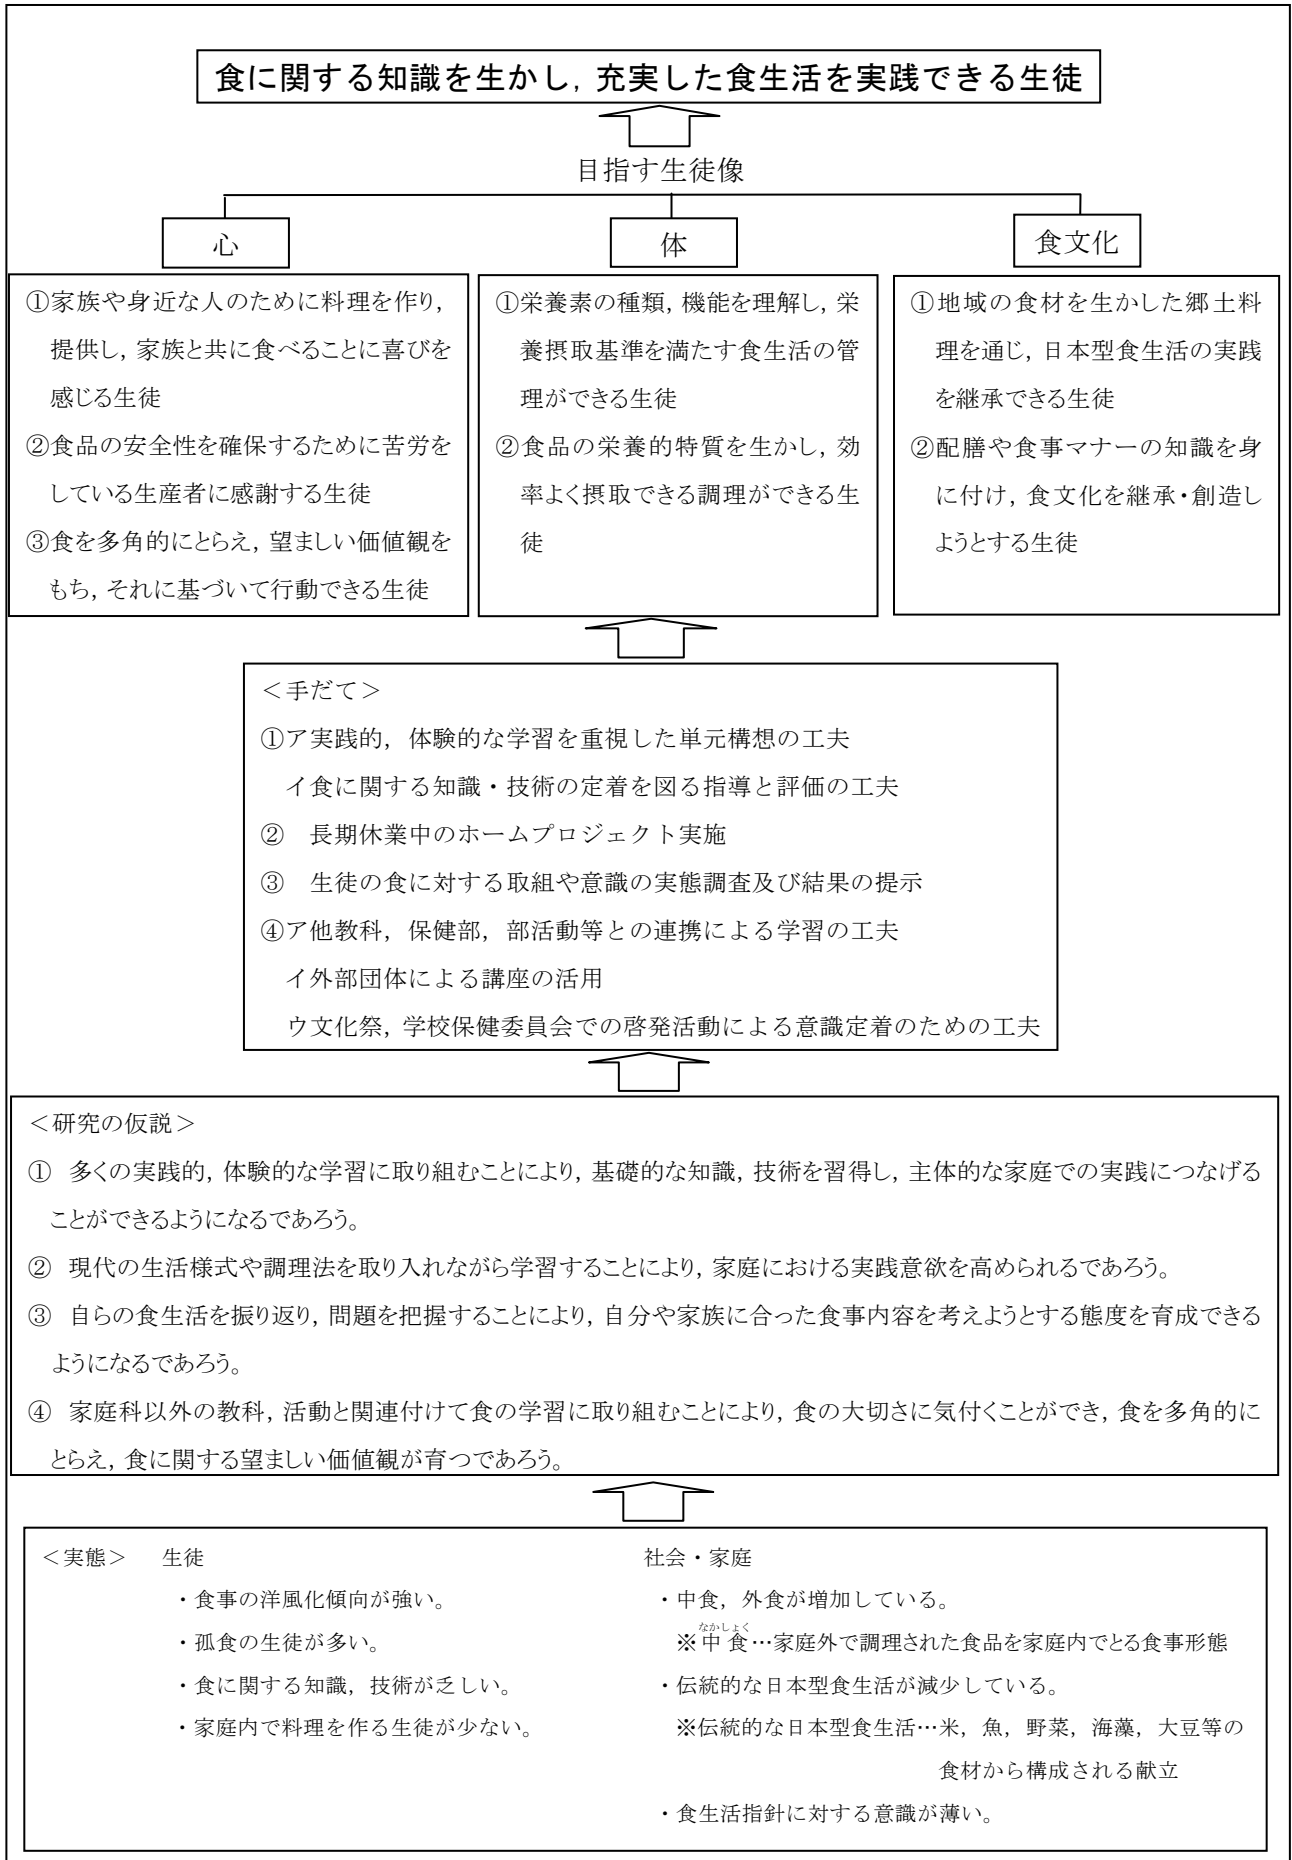 食に関する知識を生かし，充実した食生活を実践できる生徒
目指す生徒像
心
①家族や身近な人のために料理を作り，
提供し，家族と共に食べることに喜びを
感じる生徒
②食品の安全性を確保するために苦労を
している生産者に感謝する生徒
③食を多角的にとらえ，望ましい価値観を
もち，それに基づいて行動できる生徒
体
①栄養素の種類，機能を理解し，栄
養摂取基準を満たす食生活の管
理ができる生徒
②食品の栄養的特質を生かし，効
率よく摂取できる調理ができる生
徒
食文化
①地域の食材を生かした郷土料
理を通じ，日本型食生活の実践
を継承できる生徒
②配膳や食事マナーの知識を身
に付け，食文化を継承・創造し
ようとする生徒
＜手だて＞
①ア実践的，体験的な学習を重視した単元構想の工夫
イ食に関する知識・技術の定着を図る指導と評価の工夫
②　長期休業中のホームプロジェクト実施
③　生徒の食に対する取組や意識の実態調査及び結果の提示
④ア他教科，保健部，部活動等との連携による学習の工夫
イ外部団体による講座の活用
ウ文化祭，学校保健委員会での啓発活動による意識定着のための工夫
＜研究の仮説＞
①　多くの実践的，体験的な学習に取り組むことにより，基礎的な知識，技術を習得し，主体的な家庭での実践につなげる
ことができるようになるであろう。
②　現代の生活様式や調理法を取り入れながら学習することにより，家庭における実践意欲を高められるであろう。
③　自らの食生活を振り返り，問題を把握することにより，自分や家族に合った食事内容を考えようとする態度を育成できる
ようになるであろう。
④　家庭科以外の教科，活動と関連付けて食の学習に取り組むことにより，食の大切さに気付くことができ，食を多角的に
とらえ，食に関する望ましい価値観が育つであろう。
＜実態＞　生徒
・食事の洋風化傾向が強い。
・孤食の生徒が多い。
・食に関する知識，技術が乏しい。
・家庭内で料理を作る生徒が少ない。
社会・家庭
・中食，外食が増加している。
なかしょく
※中食…家庭外で調理された食品を家庭内でとる食事形態
・伝統的な日本型食生活が減少している。
※伝統的な日本型食生活…米，魚，野菜，海藻，大豆等の
食材から構成される献立
・食生活指針に対する意識が薄い。